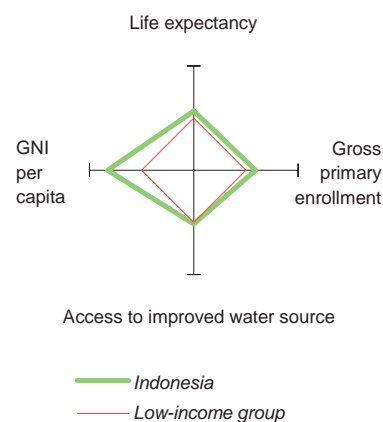 Life expectancy
GNI
per
capita
Gross
primary
enrollment
Access to improved water source
Indonesia
Low-income group